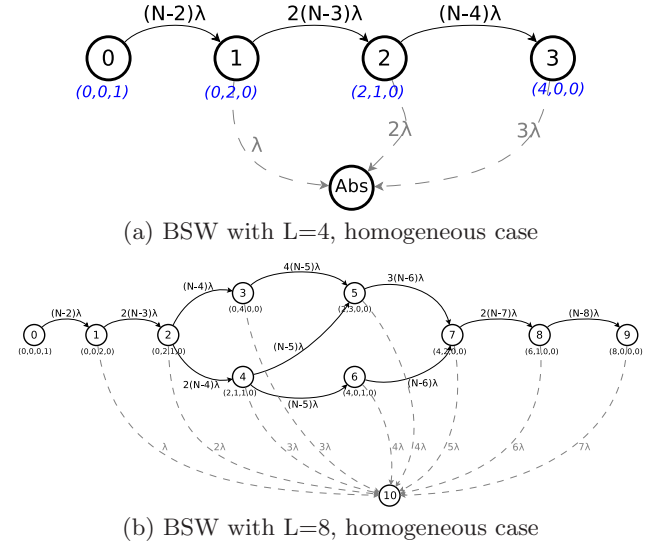 (N-2)λ 2(N-3)λ (N-4)λ
0 1 2 3
(0,0,1) (0,2,0) (2,1,0) (4,0,0)
λ 2λ 3λ
Abs
(a) BSW with L=4, homogeneous case
4(N-5)λ
(N-4)λ 3(N-6)λ
3 5
(N-2)λ 2(N-3)λ (0,4,0,0) (2,3,0,0) 2(N-7)λ (N-8)λ
0 1 2 7 8 9
(0,0,0,1) (0,0,2,0) (0,2,1,0) (N-5)λ (4,2,0,0) (6,1,0,0) (8,0,0,0)
4 6
2(N-4)λ (2,1,1,0) (4,0,1,0) (N-6)λ
(N-5)λ
λ 2λ 3λ 3λ 4λ 4λ 5λ 6λ 7λ
10
(b) BSW with L=8, homogeneous case